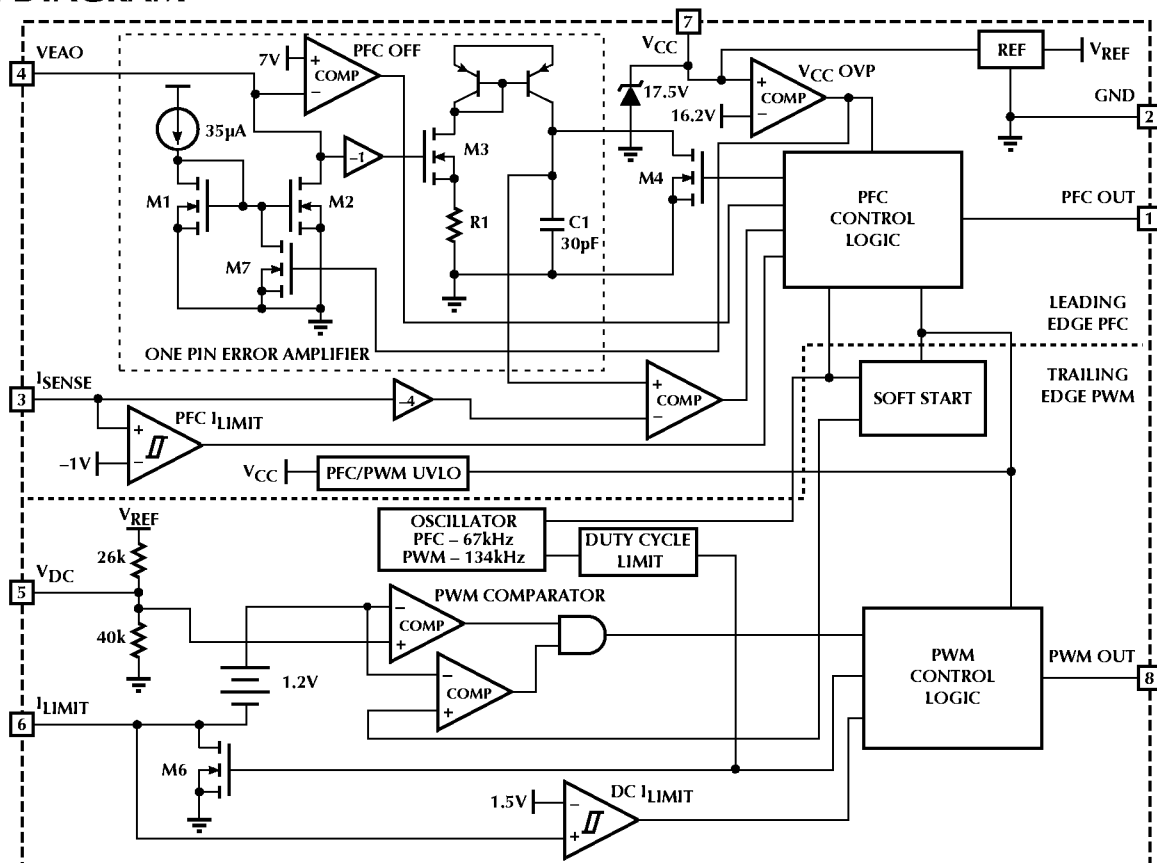 7
VEAO
4
7V
+
COMP
–
PFC OFF
VCC
17.5V
16.2V
+
COMP
–
VCC OVP
REF
VREF
GND
2
35µA
–1
M3
M1
M2
M4
R1
C1
30pF
M7
PFC
CONTROL
LOGIC
PFC OUT
1
ONE PIN ERROR AMPLIFIER
LEADING
EDGE PFC
TRAILING
EDGE PWM
ISENSE
3
–4
+
COMP
–
SOFT START
PFC ILIMIT
+
–
–1V
VCC
PFC/PWM UVLO
VREF
26k
OSCILLATOR
PFC – 67kHz
PWM – 134kHz
DUTY CYCLE
LIMIT
VDC
5
40k
PWM COMPARATOR
–
COMP
+
–
COMP
+
1.2V
PWM
CONTROL
LOGIC
PWM OUT
8
ILIMIT
6
M6
1.5V
–
+
DC ILIMIT